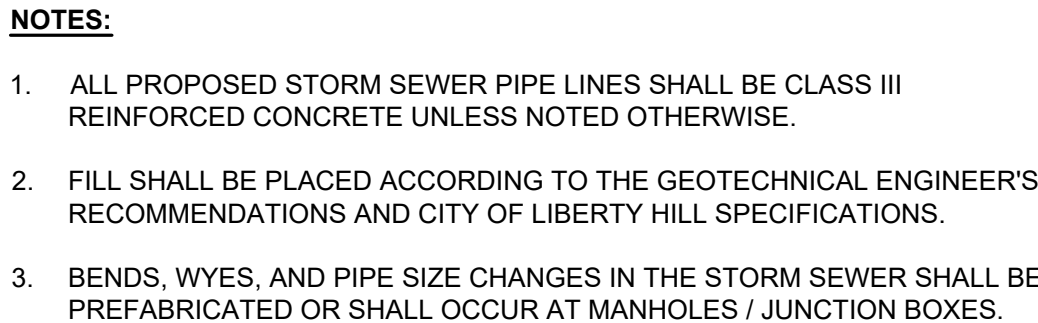 NOTES:
1. ALL PROPOSED STORM SEWER PIPE LINES SHALL BE CLASS III
REINFORCED CONCRETE UNLESS NOTED OTHERWISE.
2. FILL SHALL BE PLACED ACCORDING TO THE GEOTECHNICAL ENGINEER'S
RECOMMENDATIONS AND CITY OF LIBERTY HILL SPECIFICATIONS.
3. BENDS, WYES, AND PIPE SIZE CHANGES IN THE STORM SEWER SHALL BE
PREFABRICATED OR SHALL OCCUR AT MANHOLES / JUNCTION BOXES.